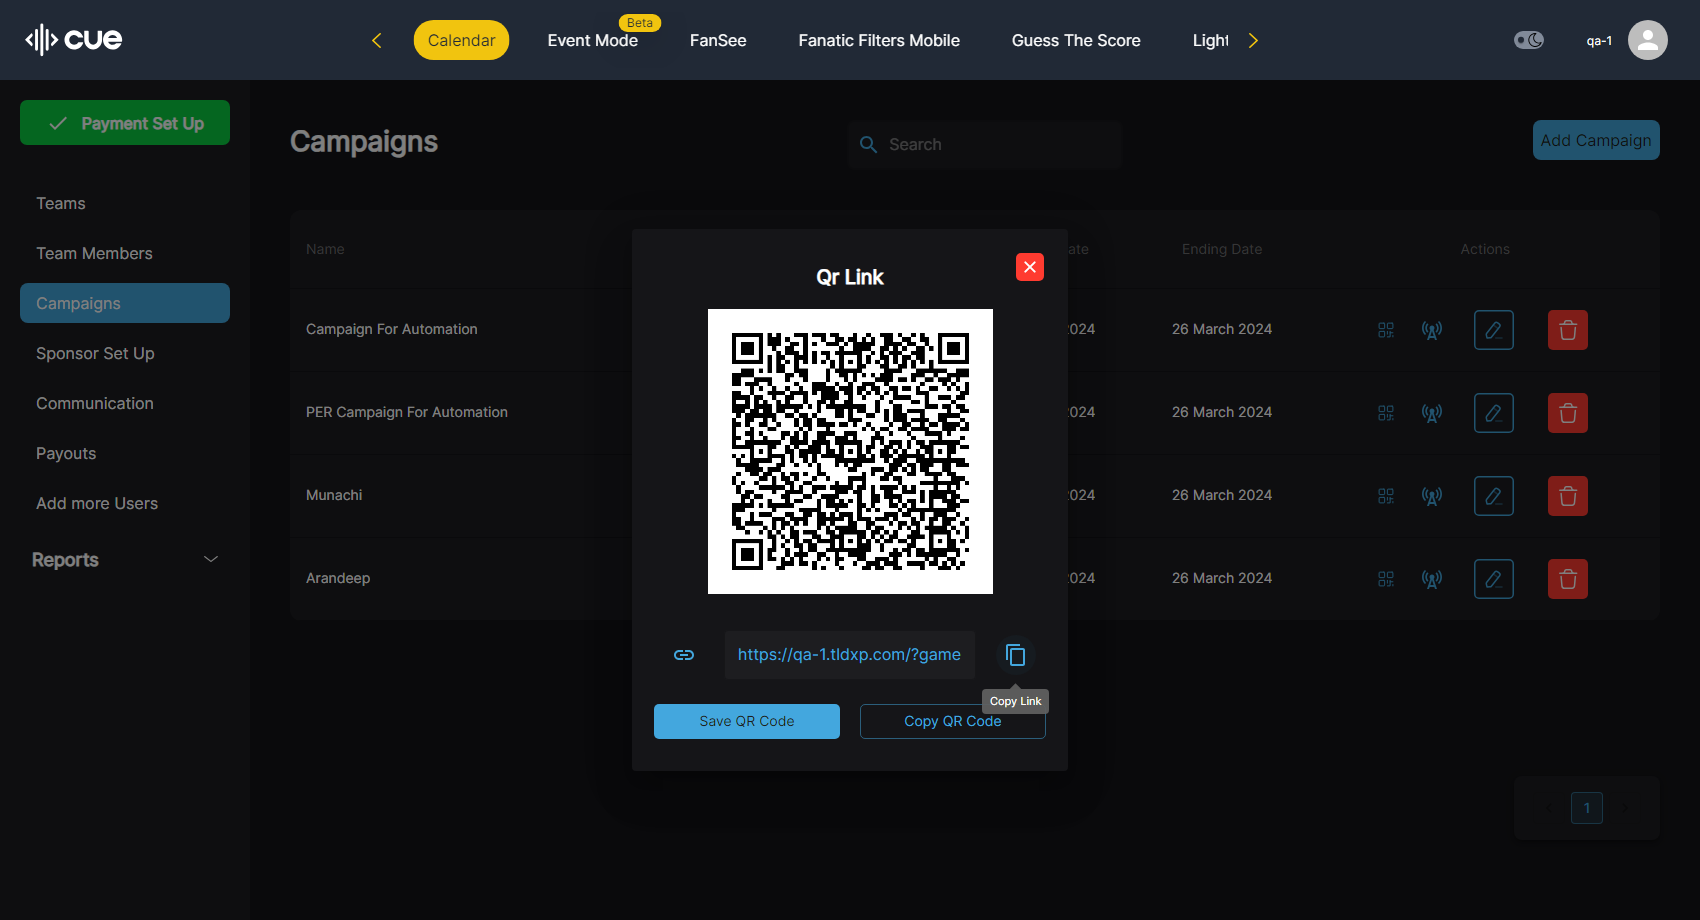 cue
Calendar
Event Mode
Beta
FanSee
Fanatic Filters Mobile
Guess The Score
Light
qa-1
Payment Set Up
Teams
Team Members
Campaigns
Sponsor Set Up
Communication
Payouts
Add more Users
Reports
Campaigns
Search
Add Campaign
Name
ate
Ending Date
Actions
Campaign For Automation
2024
26 March 2024
PER Campaign For Automation
2024
26 March 2024
Munachi
2024
26 March 2024
Arandeep
2024
26 March 2024
Qr Link
https://qa-1.tldxp.com/?game
Copy Link
Save QR Code
Copy QR Code
1